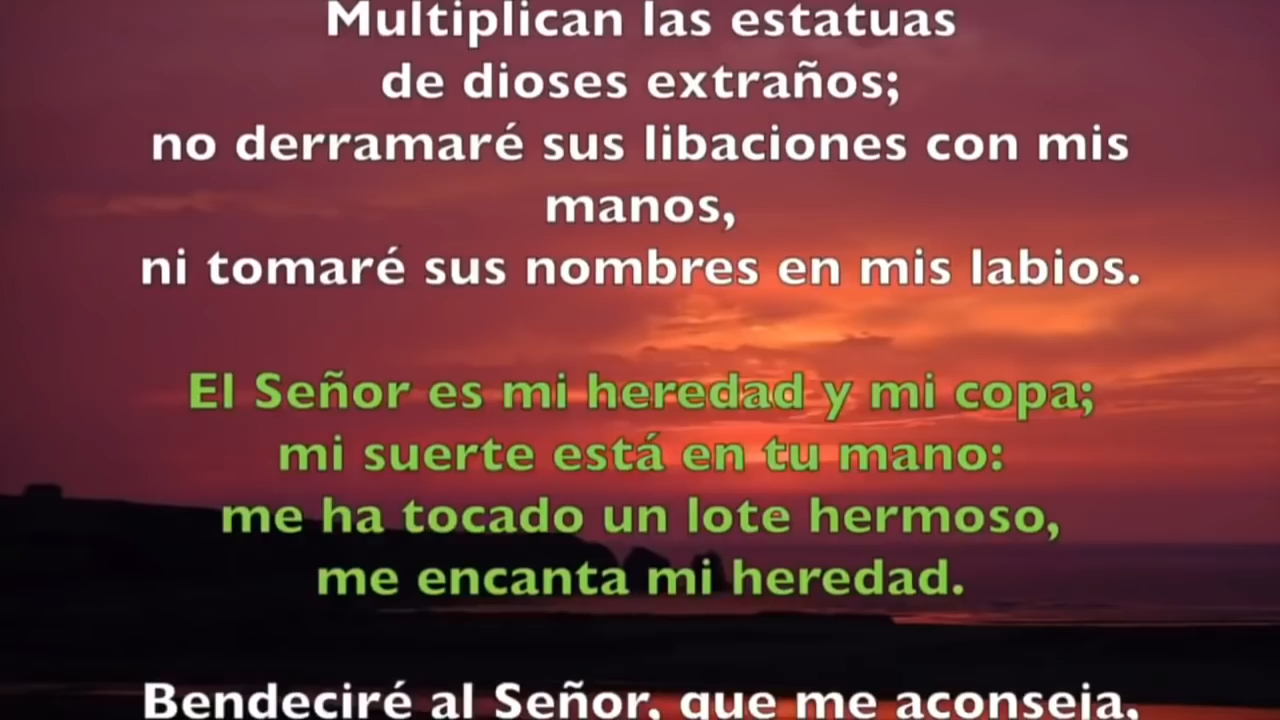 Multiplican las estatuas
de dioses extraños;
no derramaré sus libaciones con mis
manos,
ni tomaré sus nombres en mis labios.
El Señor es mi heredad y mi copa;
mi suerte está en tu mano:
me ha tocado un lote hermoso,
me encanta mi heredad.
Bendeciré al Señor, que me aconseja,